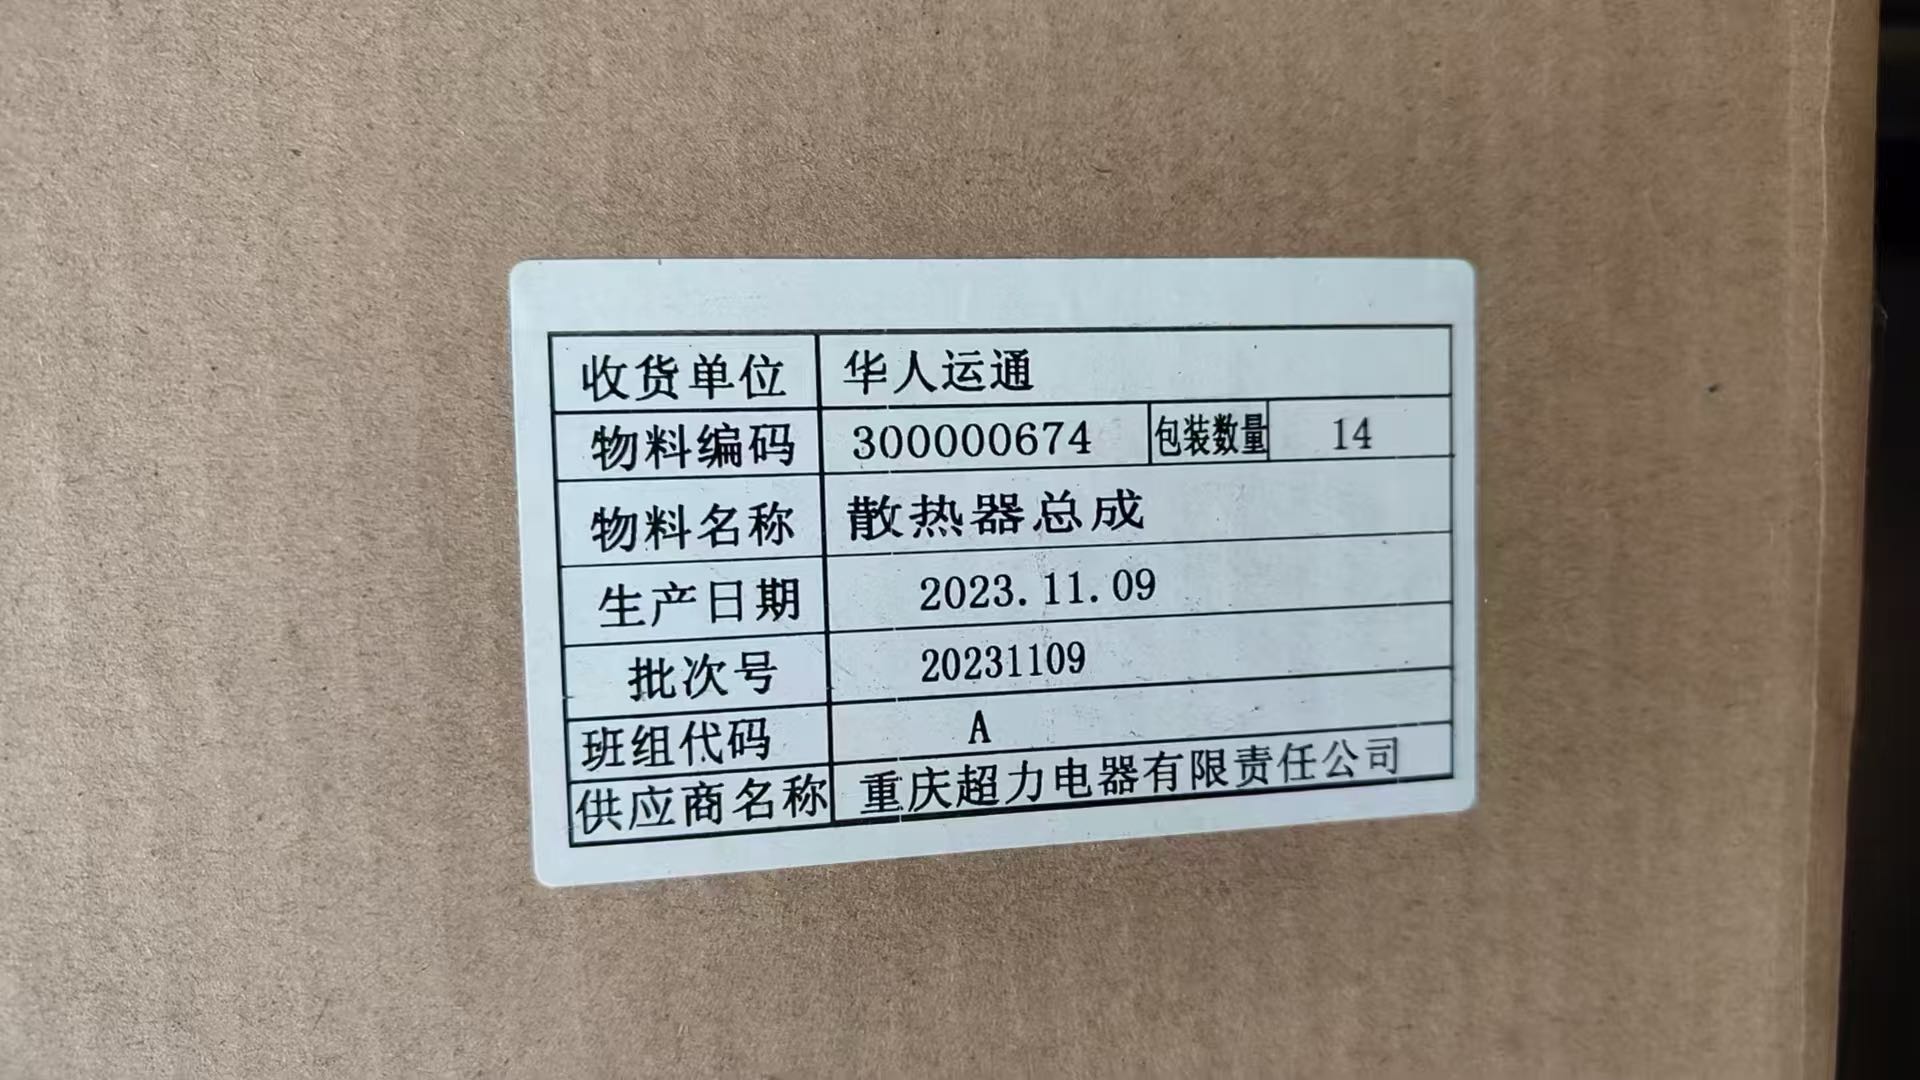 收货单位 华人运通
物料编码 300000674 包装数量 14
物料名称 散热器总成
生产日期 2023.11.09
批次号 20231109
班组代码 A
供应商名称 重庆超力电器有限责任公司